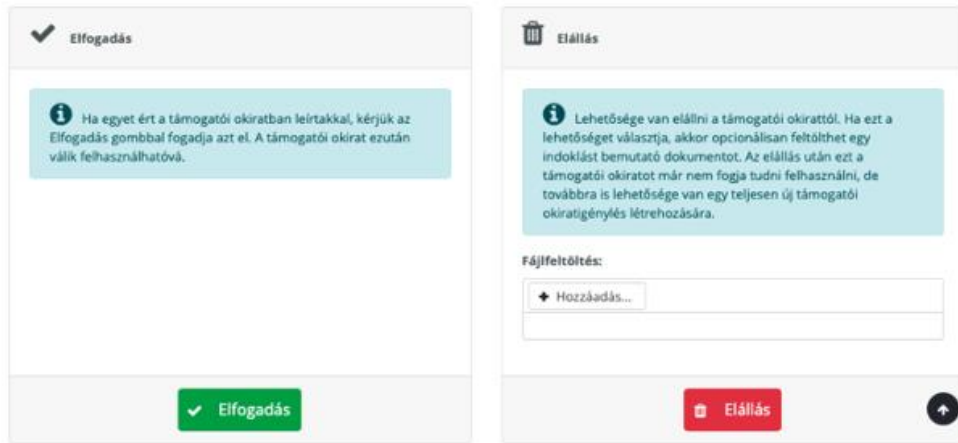 Elfogadás
Ha egyet ért a támogatói okiratban leírtakkal, kérjük az
Elfogadás gombbal fogadja azt el. A támogatói okirat ezután
válik felhasználhatóvá.
Elfogadás
Elállás
Lehetősége van elállni a támogatói okirattól. Ha ezt a
lehetőséget választja, akkor opcionálisan feltölthet egy
indoklást bemutató dokumentot. Az elállás után ezt a
támogatói okiratot már nem fogja tudni felhasználni, de
továbbra is lehetősége van egy teljesen új támogatói
okiratigénylés létrehozására.
Fájlfeltöltés:
Hozzáadás...
Elállás